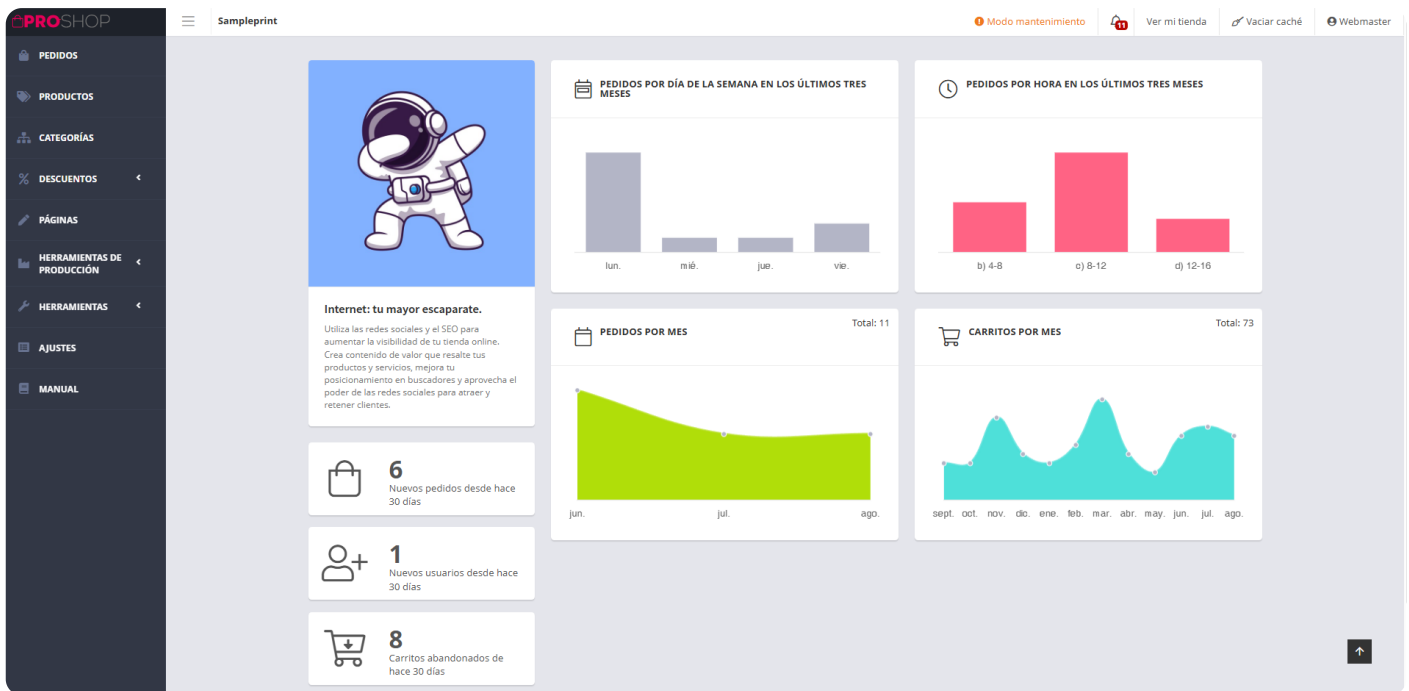 PROSHOP
Sampleprint
Modo mantenimiento
11
Ver mi tienda
Vaciar caché
Webmaster
PEDIDOS
PRODUCTOS
CATEGORÍAS
DESCUENTOS
PÁGINAS
HERRAMIENTAS DE
PRODUCCIÓN
HERRAMIENTAS
AJUSTES
MANUAL
Internet: tu mayor escaparate.
Utiliza las redes sociales y el SEO para
aumentar la visibilidad de tu tienda online.
Crea contenido de valor que resalte tus
productos y servicios, mejora tu
posicionamiento en buscadores y aprovecha el
poder de las redes sociales para atraer y
retener clientes.
6
Nuevos pedidos desde hace
30 días
1
Nuevos usuarios desde hace
30 días
8
Carritos abandonados de
hace 30 días
PEDIDOS POR DÍA DE LA SEMANA EN LOS ÚLTIMOS TRES
MESES
lun. mié. jue. vie.
PEDIDOS POR HORA EN LOS ÚLTIMOS TRES MESES
b) 4-8 c) 8-12 d) 12-16
PEDIDOS POR MES
Total: 11
jun. jul. ago.
CARRITOS POR MES
Total: 73
sept. oct. nov. dic. ene. feb. mar. abr. may. jun. jul. ago.